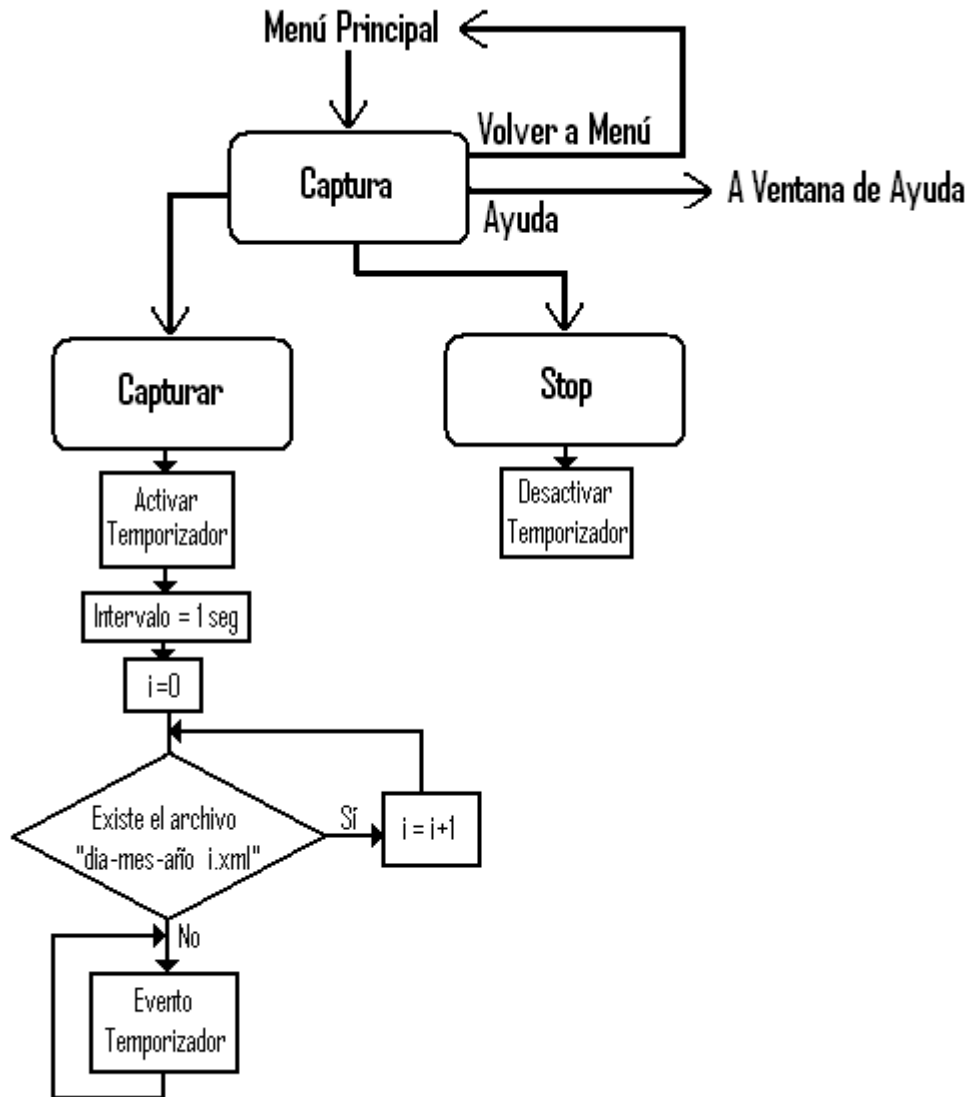 Menú Principal
Volver a Menú
Captura
A Ventana de Ayuda
Ayuda
Capturar
Stop
Activar
Temporizador
Desactivar
Temporizador
Intervalo = 1 seg
i=0
Existe el archivo
"dia-mes-año i.xml"
Sí
i = i+1
No
Evento
Temporizador